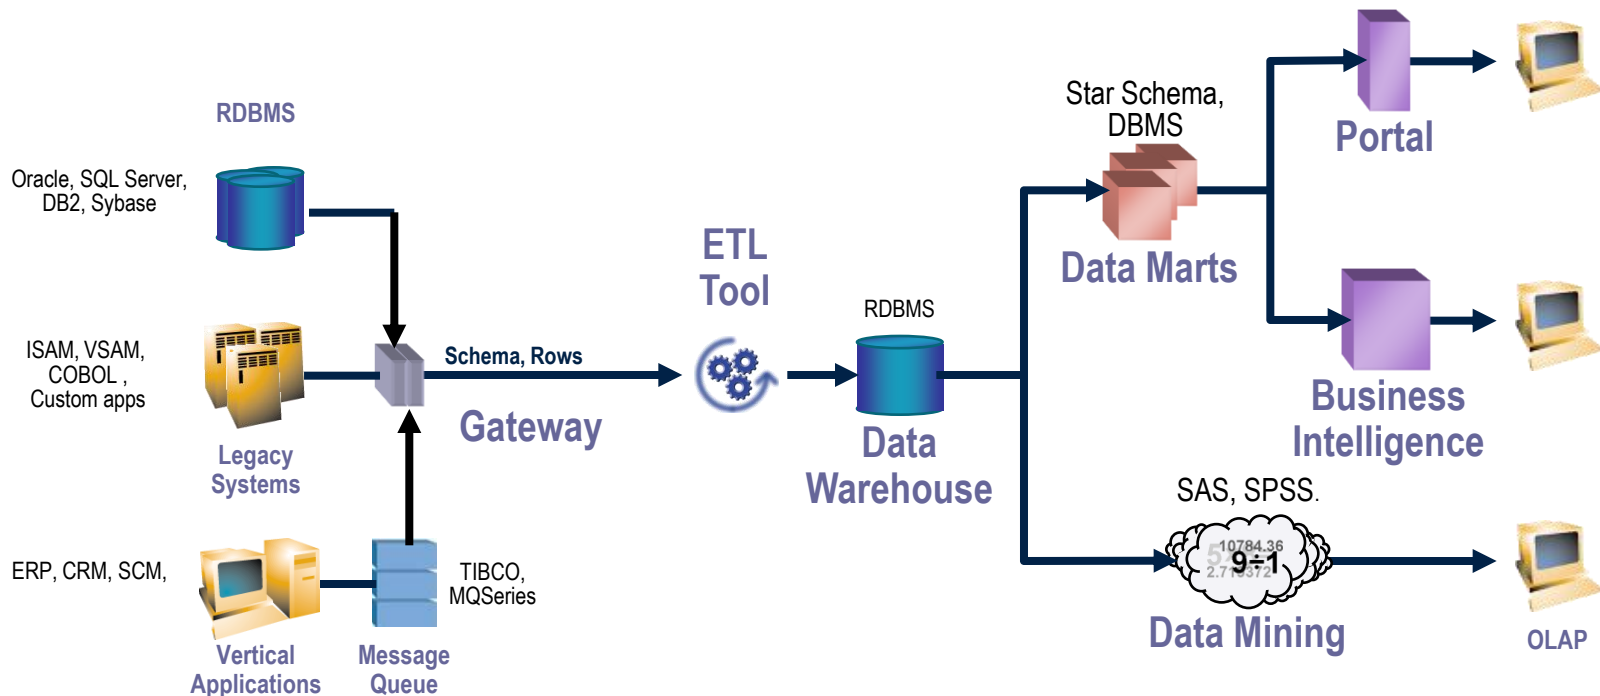 RDBMS
Oracle, SQL Server,
DB2, Sybase
ISAM, VSAM,
COBOL ,
Custom apps
Legacy
Systems
ERP, CRM, SCM,
Vertical
Applications
Message
Queue
TIBCO,
MQSeries
Schema, Rows
Gateway
ETL
Tool
RDBMS
Data
Warehouse
Star Schema,
DBMS
Data Marts
Portal
Business
Intelligence
SAS, SPSS.
10784.36
9÷1
Data Mining
OLAP